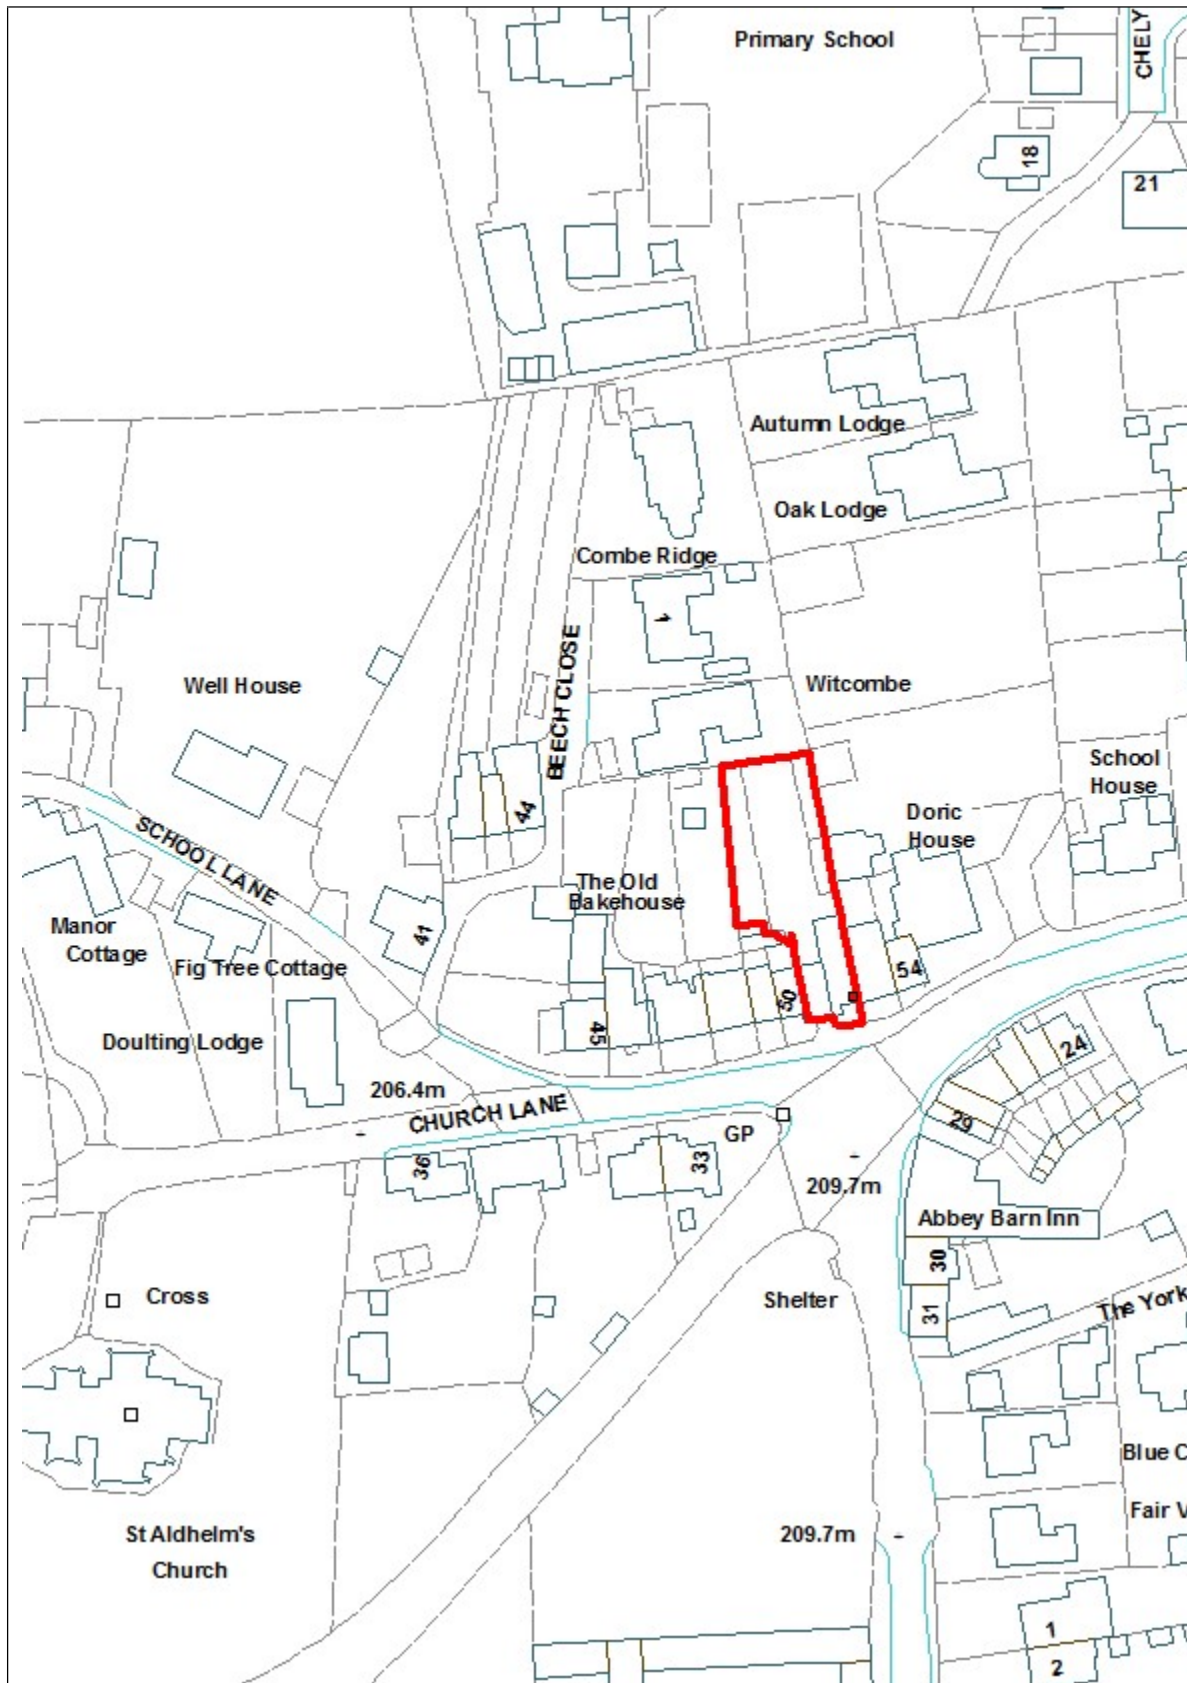 Primary School
CHELY
18
21
Autumn Lodge
Oak Lodge
Combe Ridge
1
BEECH CLOSE
Well House
Witcombe
School
House
44
Doric
House
SCHOOL LANE
The Old
Bakehouse
Manor
Cottage
41
Fig Tree Cottage
54
50
45
Doulting Lodge
24
206.4m
CHURCH LANE
29
GP
33
36
209.7m
Abbey Barn Inn
30
Cross
Shelter
31
The York
Blue C
Fair V
St Aldhelm's
Church
209.7m
1
2